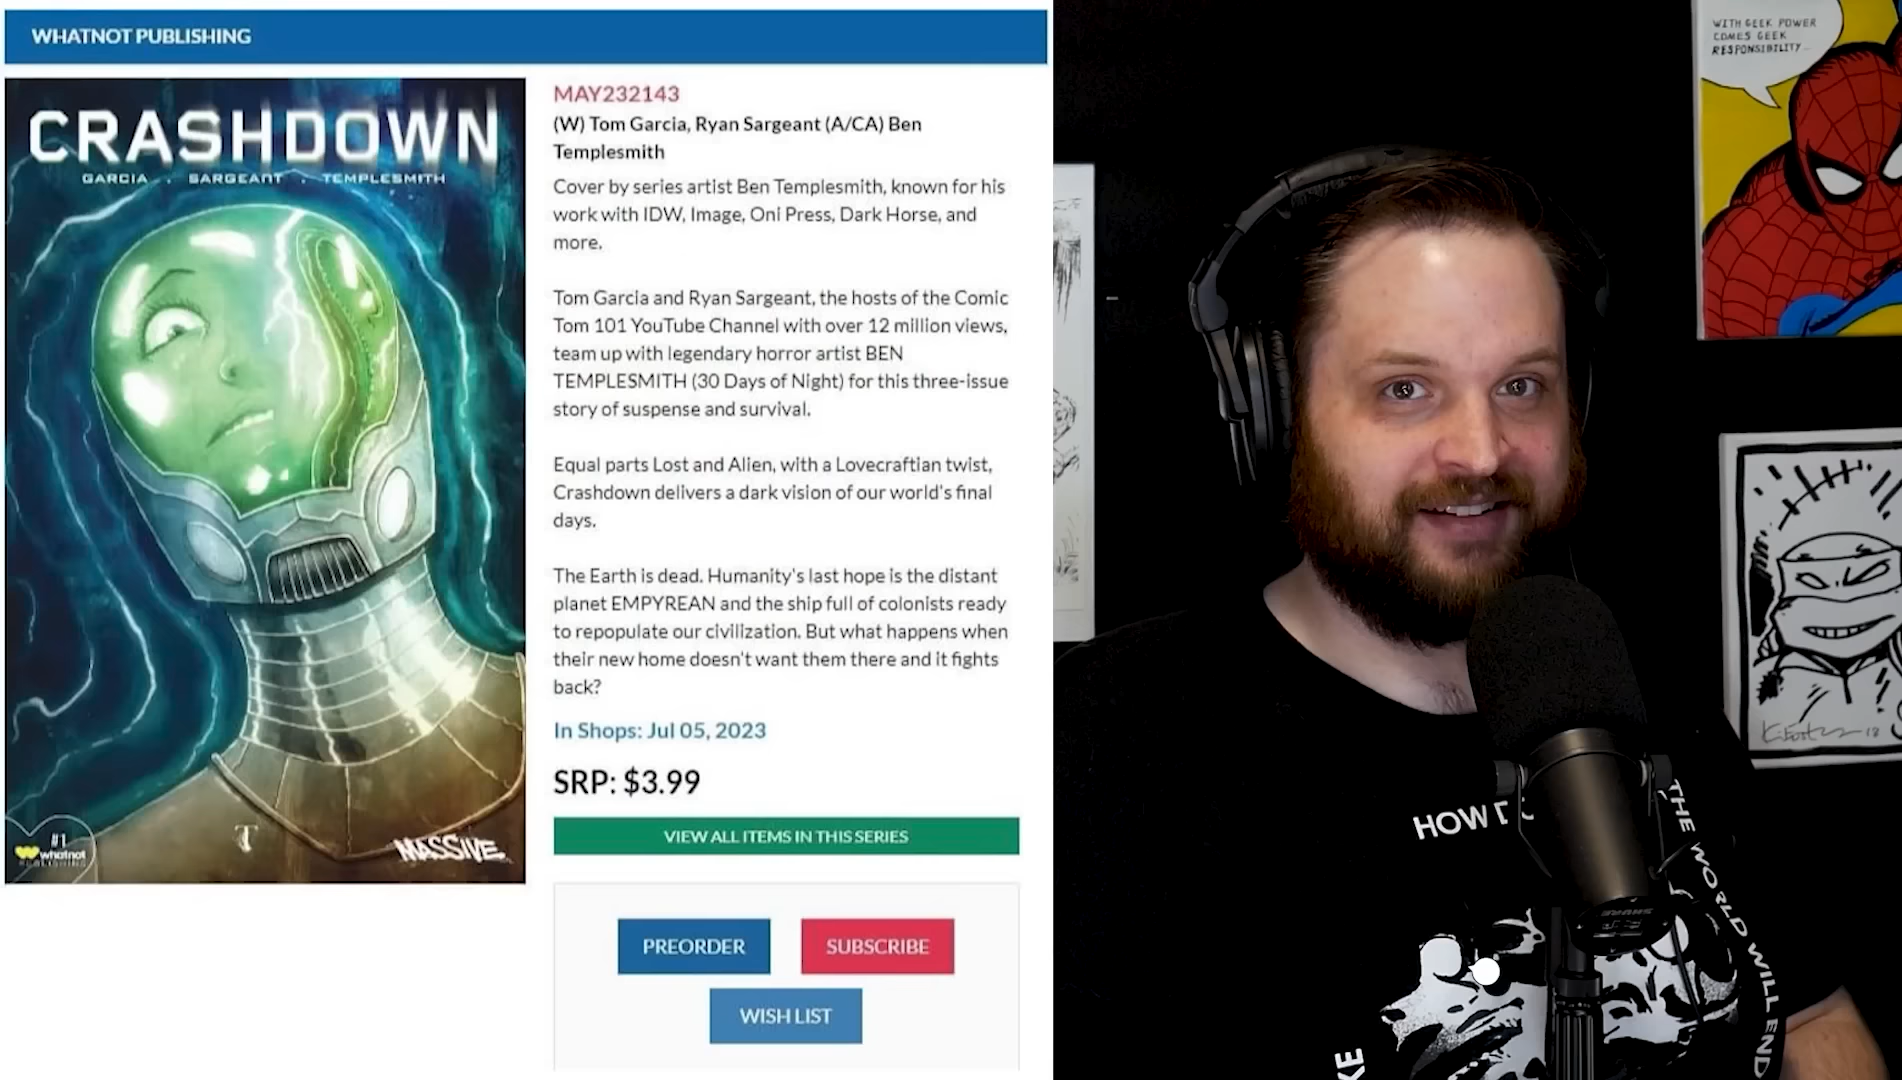 WHATNOT PUBLISHING
CRASHDOWN
GARCIA . SARGEANT . TEMPLESMITH
#1
whatnot
PUBLISHING
MASSIVE
MAY232143
(W) Tom Garcia, Ryan Sargeant (A/CA) Ben
Templesmith
Cover by series artist Ben Templesmith, known for his
work with IDW, Image, Oni Press, Dark Horse, and
more.
Tom Garcia and Ryan Sargeant, the hosts of the Comic
Tom 101 YouTube Channel with over 12 million views,
team up with legendary horror artist BEN
TEMPLESMITH (30 Days of Night) for this three-issue
story of suspense and survival.
Equal parts Lost and Alien, with a Lovecraftian twist,
Crashdown delivers a dark vision of our world's final
days.
The Earth is dead. Humanity's last hope is the distant
planet EMPYREAN and the ship full of colonists ready
to repopulate our civilization. But what happens when
their new home doesn't want them there and it fights
back?
In Shops: Jul 05, 2023
SRP: $3.99
VIEW ALL ITEMS IN THIS SERIES
PREORDER
SUBSCRIBE
WISH LIST
WITH GEEK POWER
COMES GEEK
RESPONSIBILITY...
18
HOW
THE WORLD WILL END
SHURE